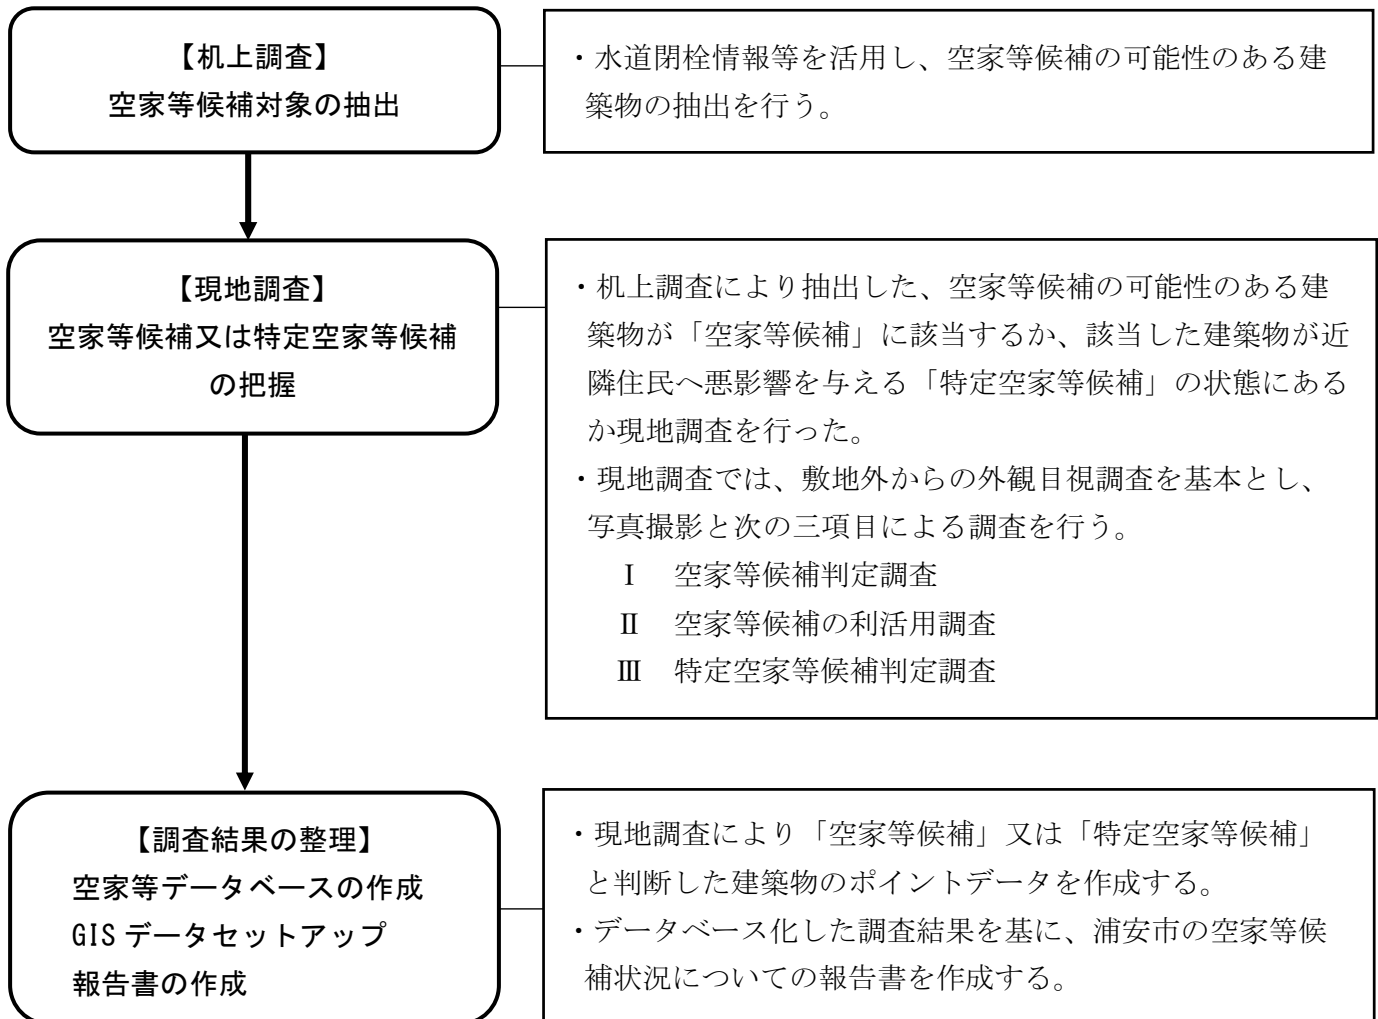 【机上調査】
空家等候補対象の抽出
・水道閉栓情報等を活用し、空家等候補の可能性のある建
築物の抽出を行う。
【現地調査】
空家等候補又は特定空家等候補
の把握
・机上調査により抽出した、空家等候補の可能性のある建
築物が「空家等候補」に該当するか、該当した建築物が近
隣住民へ悪影響を与える「特定空家等候補」の状態にある
か現地調査を行った。
・現地調査では、敷地外からの外観目視調査を基本とし、
写真撮影と次の三項目による調査を行う。
Ⅰ 空家等候補判定調査
Ⅱ 空家等候補の利活用調査
Ⅲ 特定空家等候補判定調査
【調査結果の整理】
空家等データベースの作成
GIS データセットアップ
報告書の作成
・現地調査により「空家等候補」又は「特定空家等候補」
と判断した建築物のポイントデータを作成する。
・データベース化した調査結果を基に、浦安市の空家等候
補状況についての報告書を作成する。